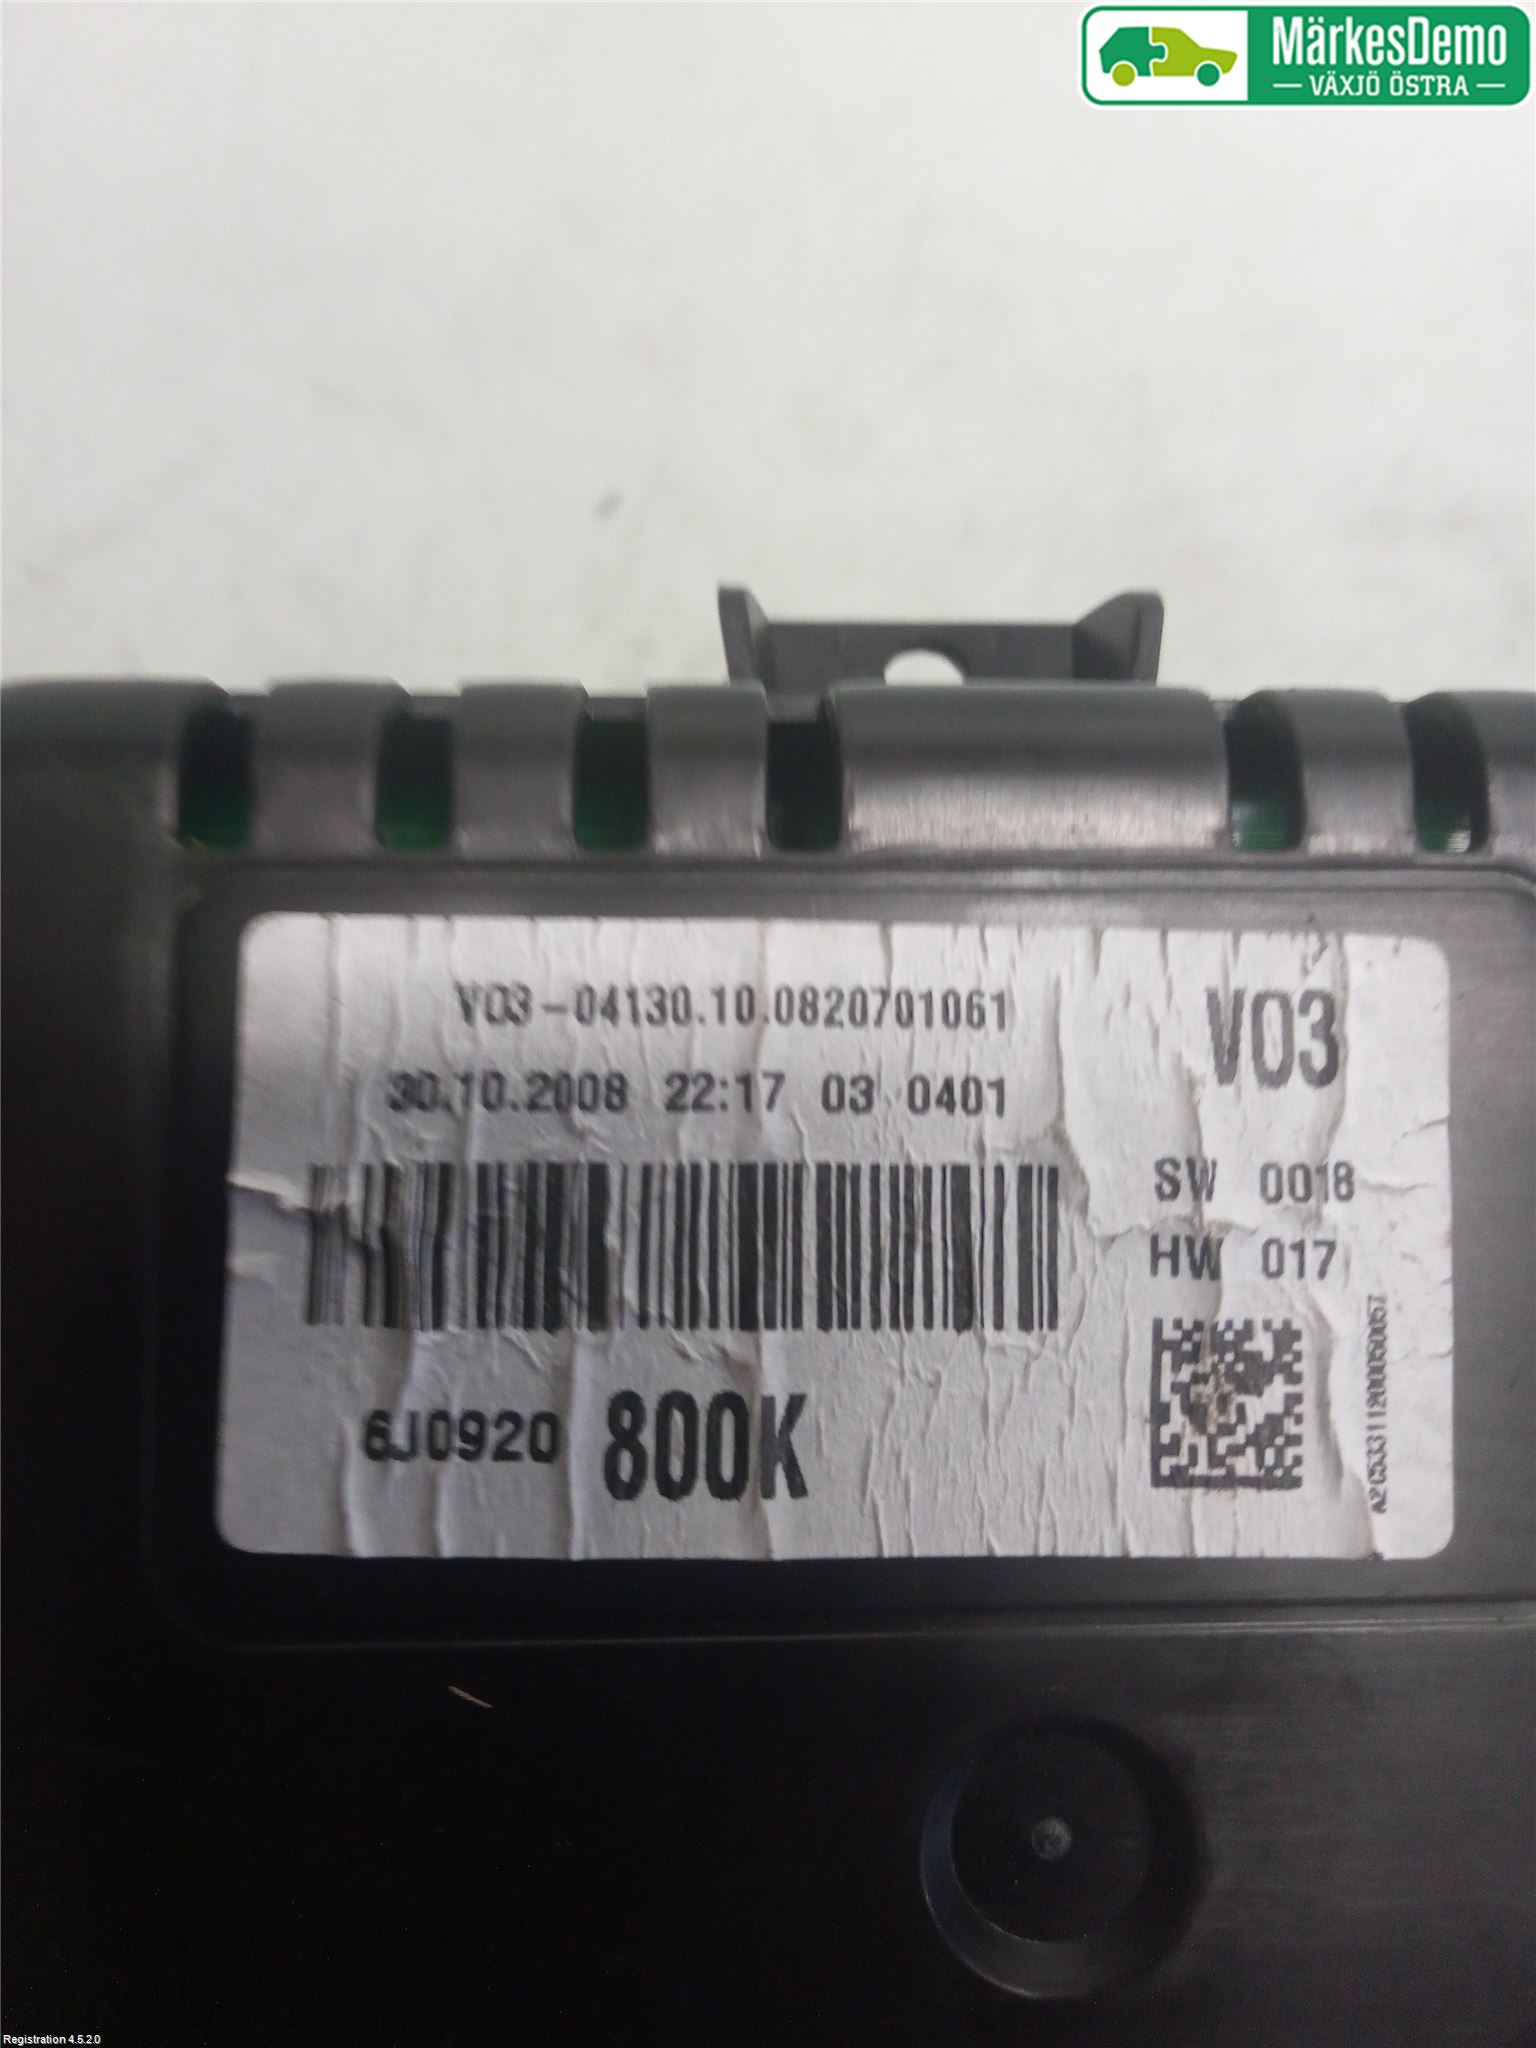 MärkesDemo
VÄXJÖ ÖSTRA
V03-04130.10.0820701061
V03
30.10.2008 22:17 03 0401
SW 0018
HW 017
6J0920 800K
A2C53311200050057
Registration 4.5.2.0